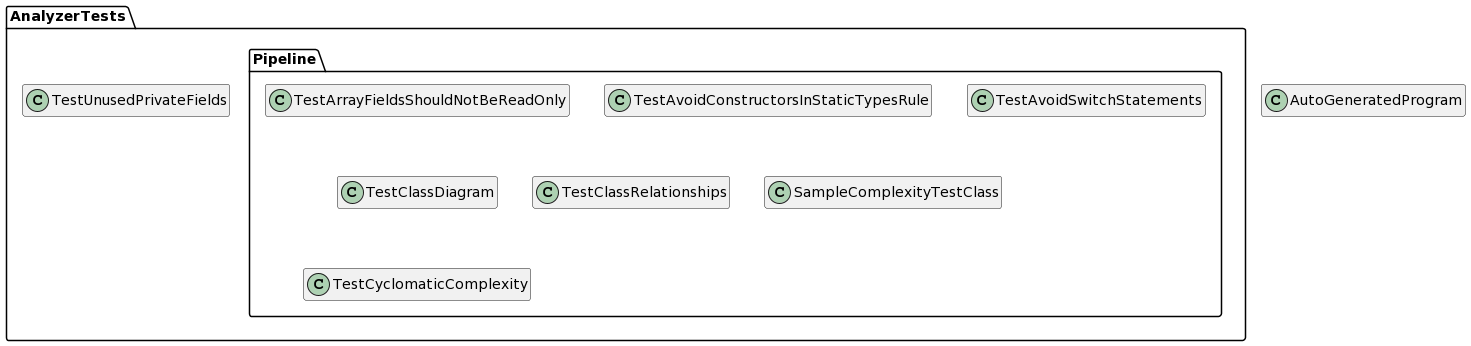 AnalyzerTests
Pipeline
C TestUnusedPrivateFields
C TestArrayFieldsShouldNotBeReadOnly
C TestAvoidConstructorsInStaticTypesRule
C TestAvoidSwitchStatements
C AutoGeneratedProgram
C TestClassDiagram
C TestClassRelationships
C SampleComplexityTestClass
C TestCyclomaticComplexity